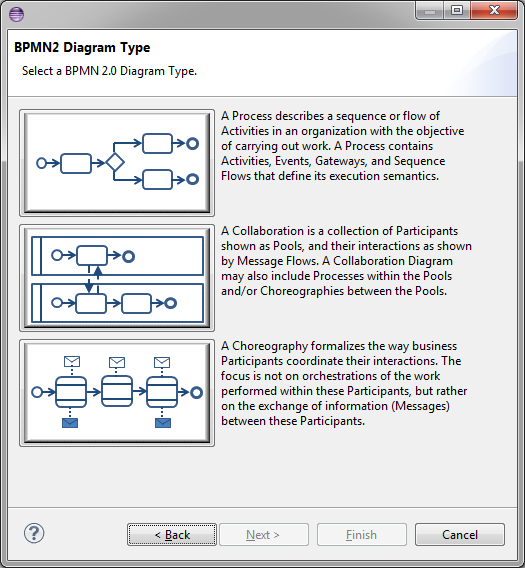 BPMN2 Diagram Type
Select a BPMN 2.0 Diagram Type.
A Process describes a sequence or flow of
Activities in an organization with the objective
of carrying out work. A Process contains
Activities, Events, Gateways, and Sequence
Flows that define its execution semantics.
A Collaboration is a collection of Participants
shown as Pools, and their interactions as shown
by Message Flows. A Collaboration Diagram
may also include Processes within the Pools
and/or Choreographies between the Pools.
A Choreography formalizes the way business
Participants coordinate their interactions. The
focus is not on orchestrations of the work
performed within these Participants, but rather
on the exchange of information (Messages)
between these Participants.
?
< Back
Next >
Finish
Cancel